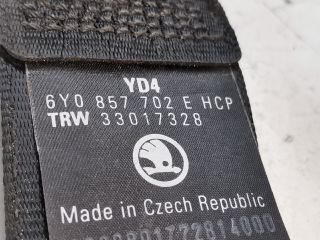 YD4
6Y0 857 702 E HCP
TRW 33017328
Made in Czech Republic